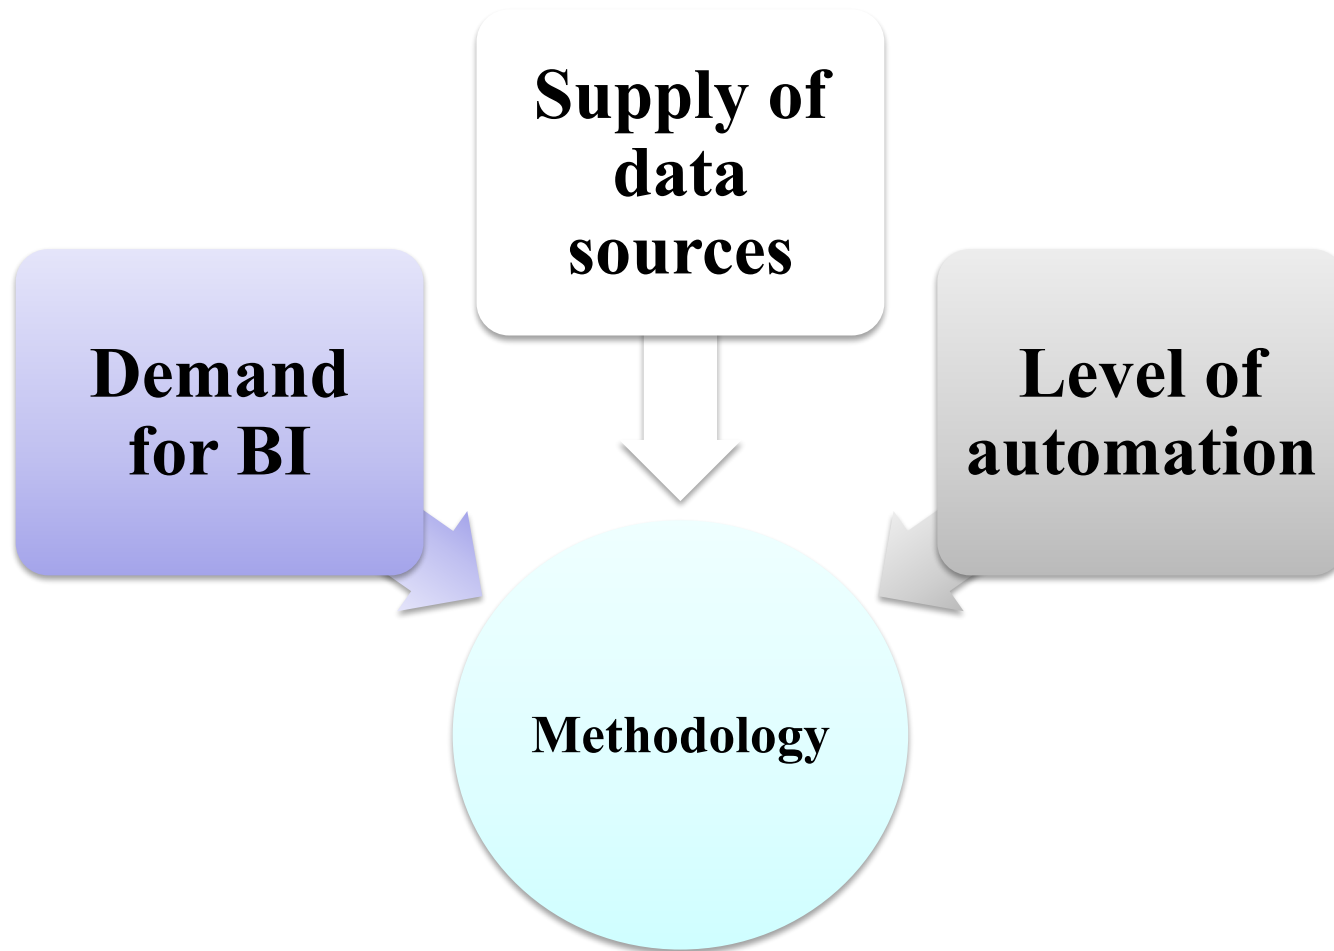 Supply of
data
sources
Demand
for BI
Level of
automation
Methodology